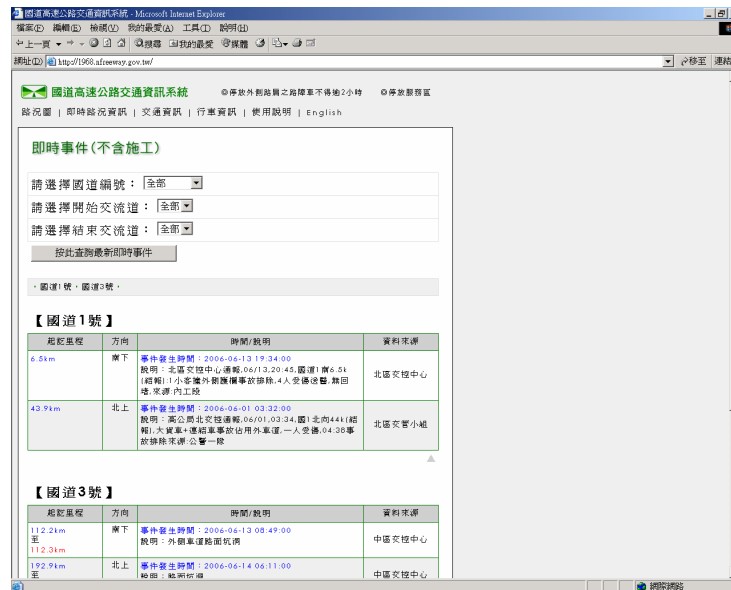 國道高速公路交通資訊系統 - Microsoft Internet Explorer
檔案(F) 編輯(E) 檢視(V) 我的最愛(A) 工具(T) 說明(H)
上一頁 搜尋 我的最愛 媒體
網址(D) http://1968.afreeway.gov.tw/ 移至 連結
國道高速公路交通資訊系統 ◎停放外側路肩之故障車不得逾2小時 ◎停放服務區
路況圖 | 即時路況資訊 | 交通資訊 | 行車資訊 | 使用說明 | English
即時事件(不含施工)
請選擇國道編號： 全部
請選擇開始交流道： 全部
請選擇結束交流道： 全部
按此查詢最新即時事件
‧國道1號‧國道3號‧
【國道1號】
起訖里程 方向 時間/說明 資料來源
6.5km 南下 事件發生時間：2006-06-13 19:34:00
說明：北區交控中心通報,06/13,20:45,國道1南6.5k
(結報):1小客撞外側護欄事故排除,4人受傷送醫,無回
堵,來源:內工段
北區交控中心
43.9km 北上 事件發生時間：2006-06-01 03:32:00
說明：高公局北交控通報,06/01,03:34,國1北向44k(結
報),大貨車+連結車事故佔用外車道,一人受傷,04:38事
故排除來源:公警一隊
北區交管小組
【國道3號】
起訖里程 方向 時間/說明 資料來源
112.2km 南下 事件發生時間：2006-06-13 08:49:00
至 說明：外側車道路面坑洞 中區交控中心
112.3km
192.9km 北上 事件發生時間：2006-06-14 06:11:00
至 說明：路面坑洞 中區交控中心
網際網路